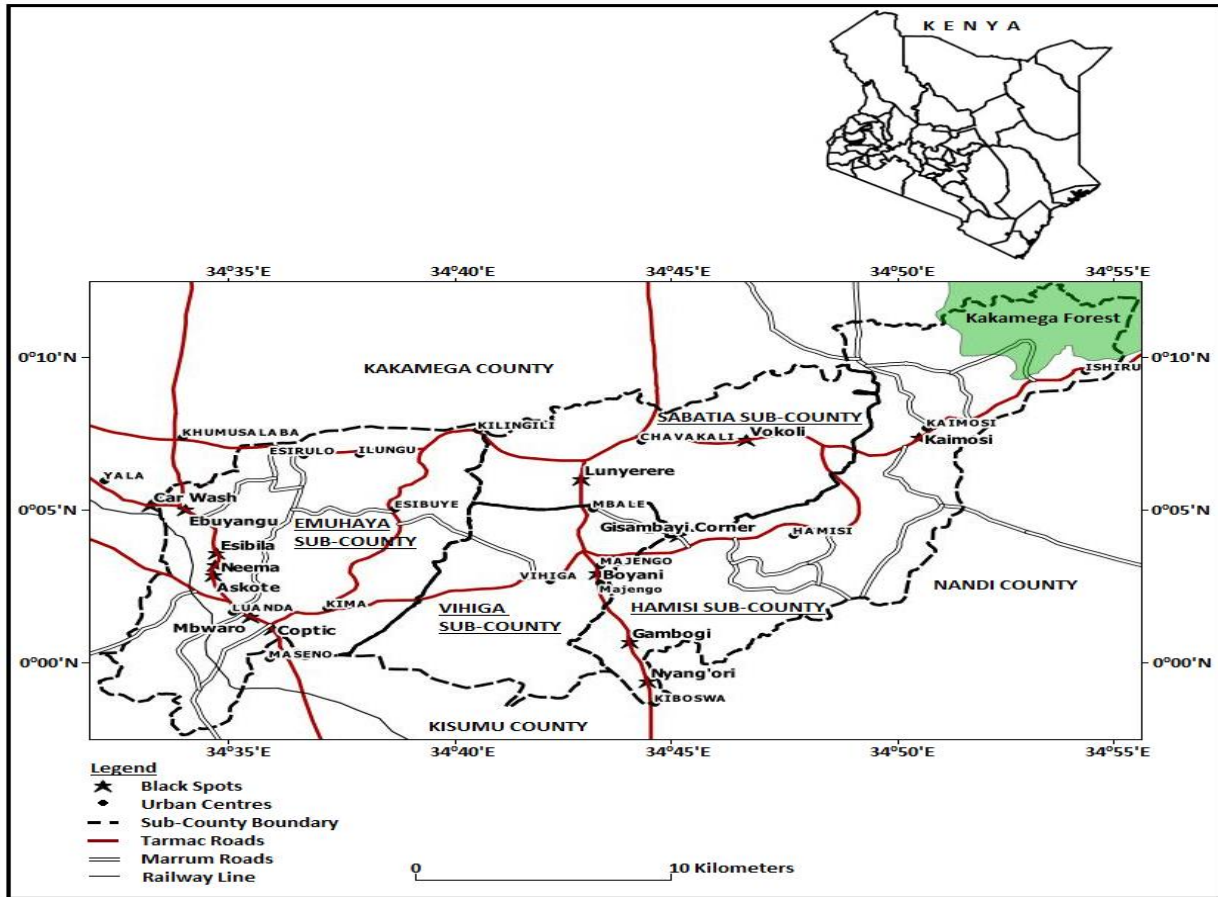 K E N Y A
34°35'E 34°40'E 34°45'E 34°50'E 34°55'E
Kakamega Forest
0°10'N 0°10'N
KAKAMEGA COUNTY
ISHIRU
SABATIA SUB-COUNTY
KILINGILI
KAIMOSI
KHUMUSALABA
CHAVAKALI
Vokoli
Kaimosi
ESIRULO
ILUNGU
YALA
Lunyerere
Car Wash
ESIBUYE
MBALE
0°05'N 0°05'N
Ebuyangu
EMUHAYA
SUB-COUNTY
Gisambayi Corner
HAMISI
Esibila
Neema
MAJENGO
Askote
VIHIGA
Boyani
NANDI COUNTY
Majengo
LUANDA
KIMA
VIHIGA
SUB-COUNTY
HAMISI SUB-COUNTY
Mbwaro
Coptic
Gambogi
MASENO
0°00'N 0°00'N
Nyang'ori
KIBOSWA
KISUMU COUNTY
34°35'E 34°40'E 34°45'E 34°50'E 34°55'E
Legend
Black Spots
Urban Centres
Sub-County Boundary
Tarmac Roads
Marrum Roads
Railway Line
0 10 Kilometers